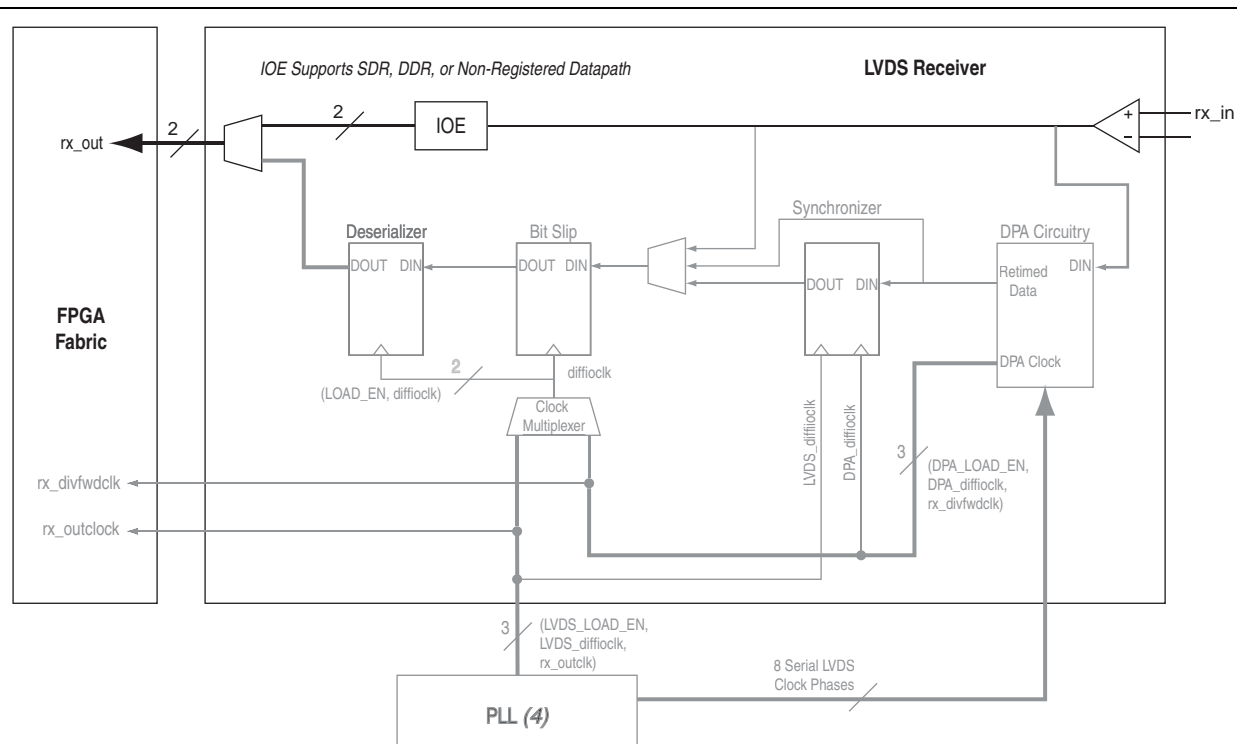 IOE Supports SDR, DDR, or Non-Registered Datapath
LVDS Receiver
2
IOE
+
−
rx_in
2
rx_out
Synchronizer
Deserializer
Bit Slip
DPA Circuitry
DOUT DIN
DOUT DIN
DOUT DIN
Retimed
Data
DIN
FPGA
Fabric
DPA Clock
2
diffioclk
(LOAD_EN, diffioclk)
Clock
Multiplexer
LVDS_diffiioclk
DPA_diffioclk
3
(DPA_LOAD_EN,
DPA_diffioclk,
rx_divfwdclk)
rx_divfwdclk
rx_outclock
3
(LVDS_LOAD_EN,
LVDS_diffioclk,
rx_outclk)
8 Serial LVDS
Clock Phases
PLL (4)